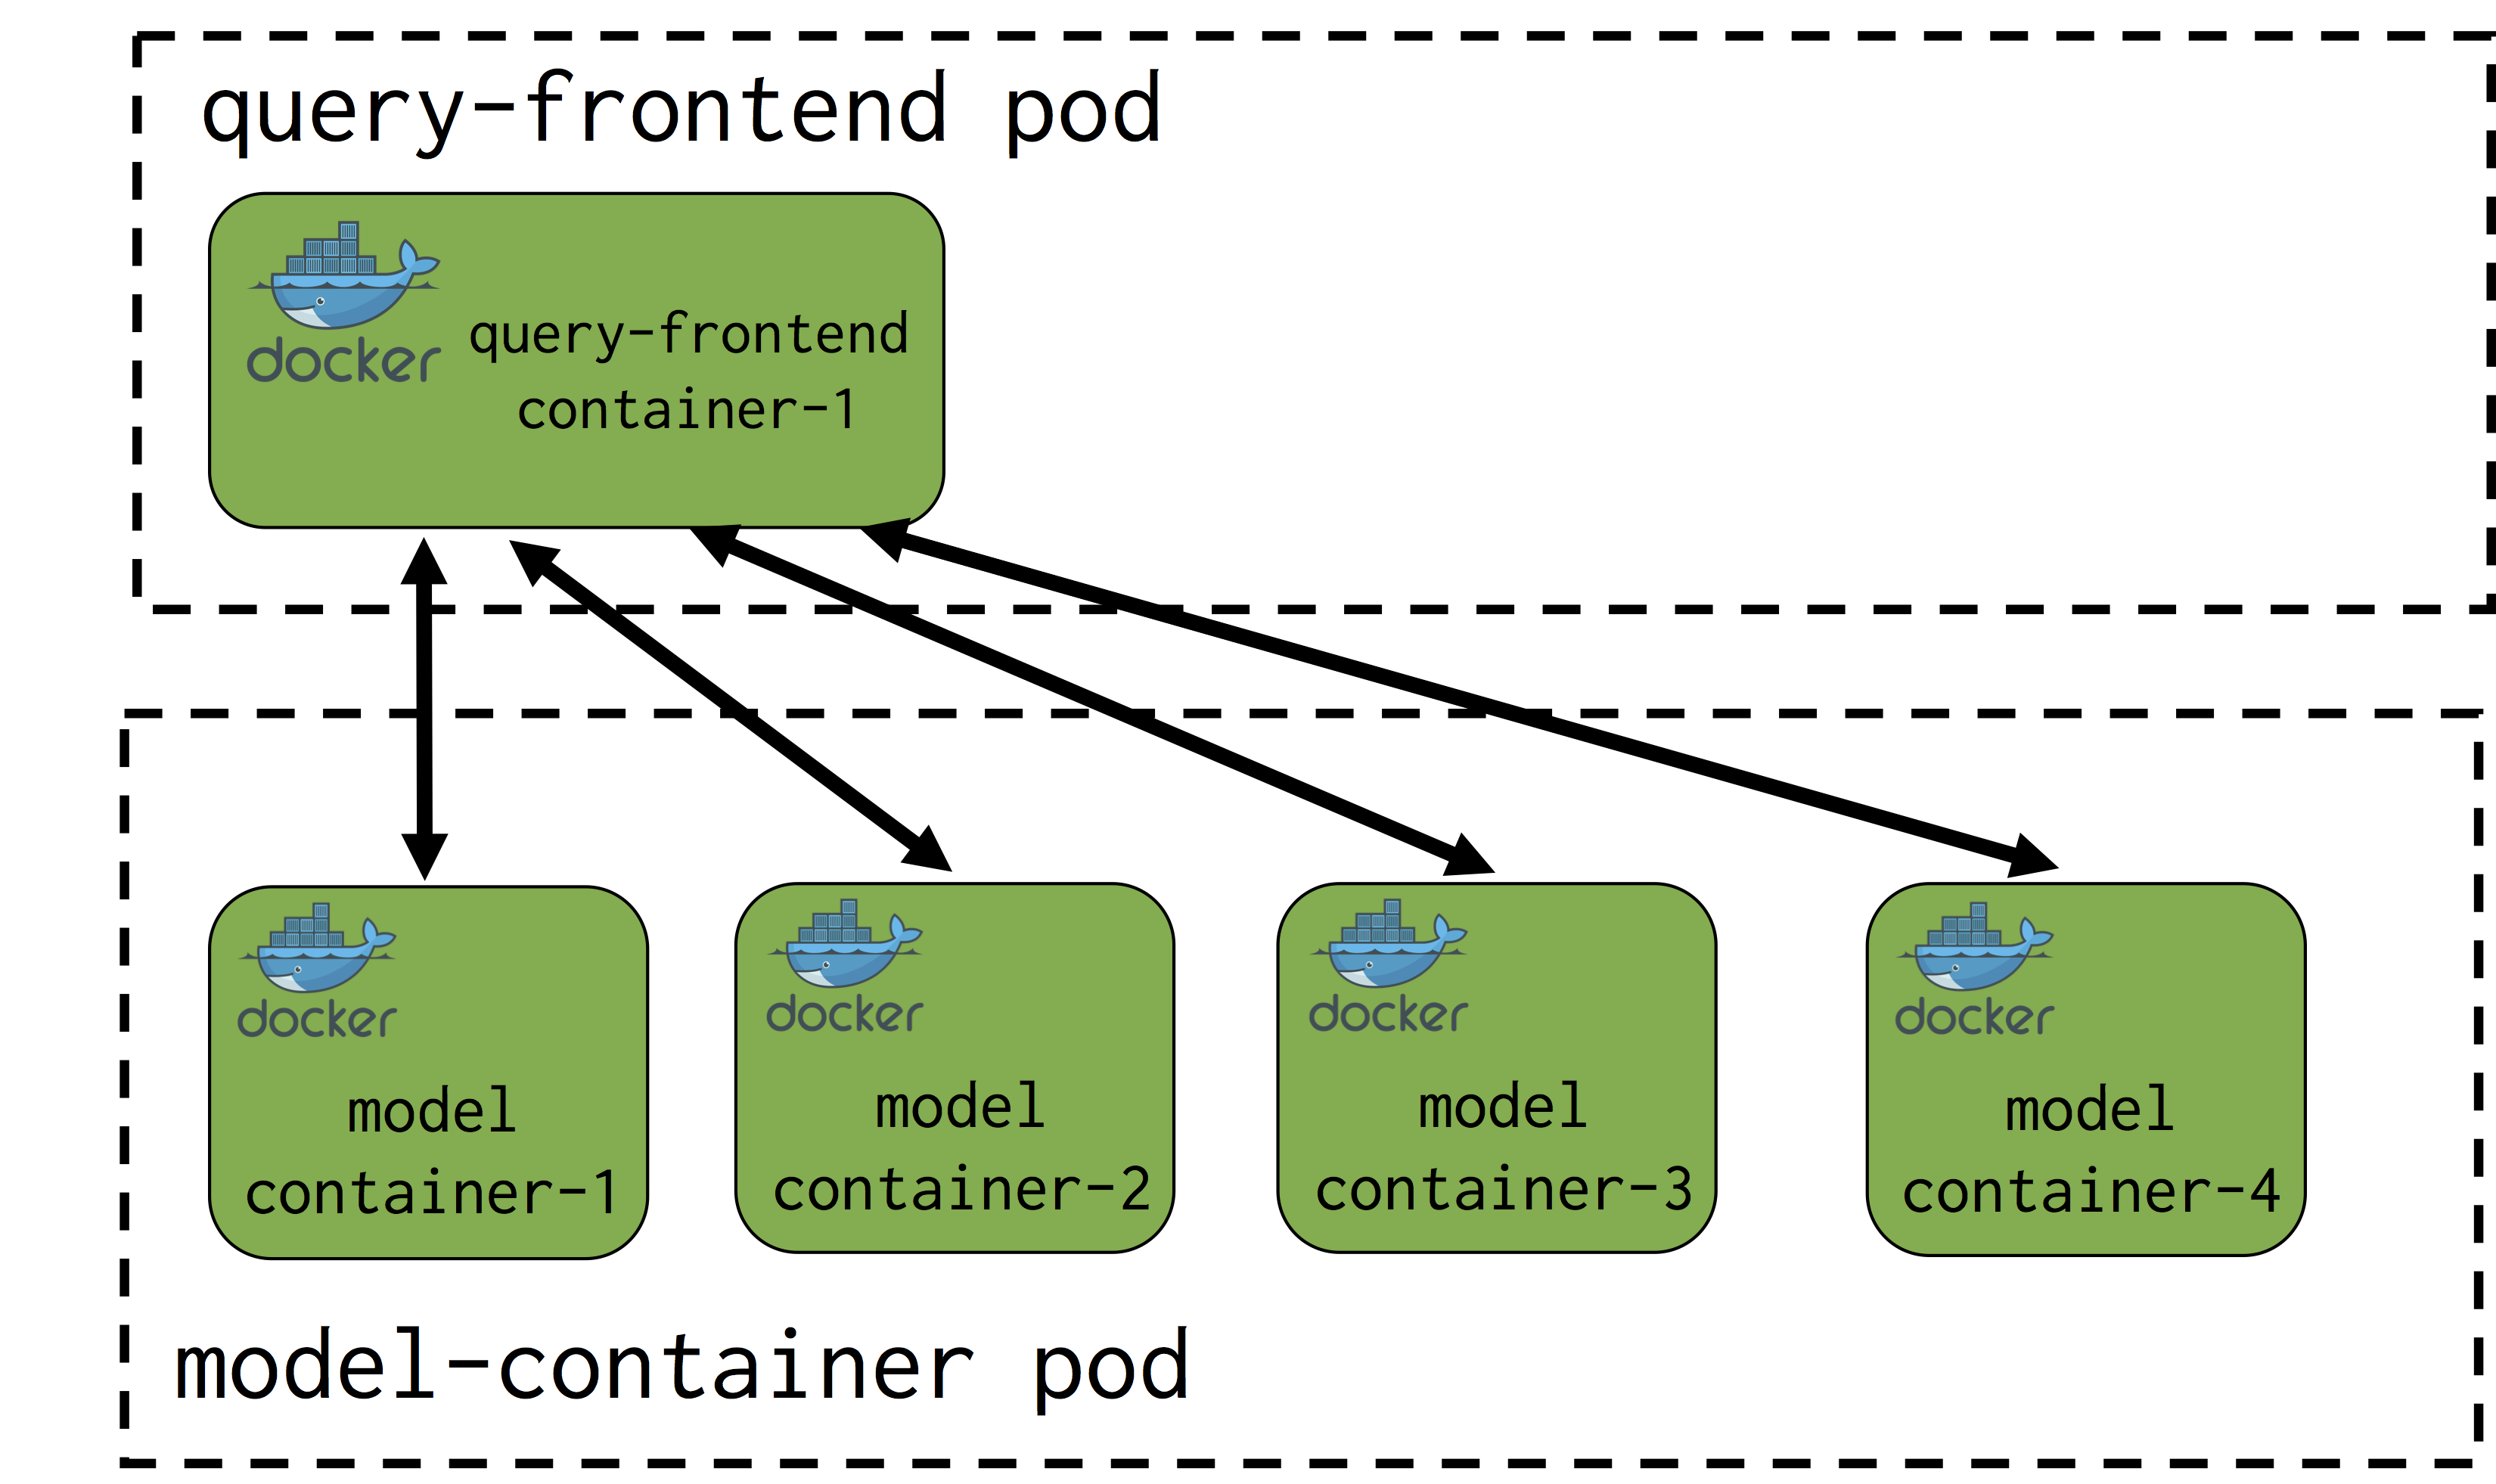 query-frontend pod
docker
query-frontend
container-1
docker
model
container-1
docker
model
container-2
docker
model
container-3
docker
model
container-4
model-container pod